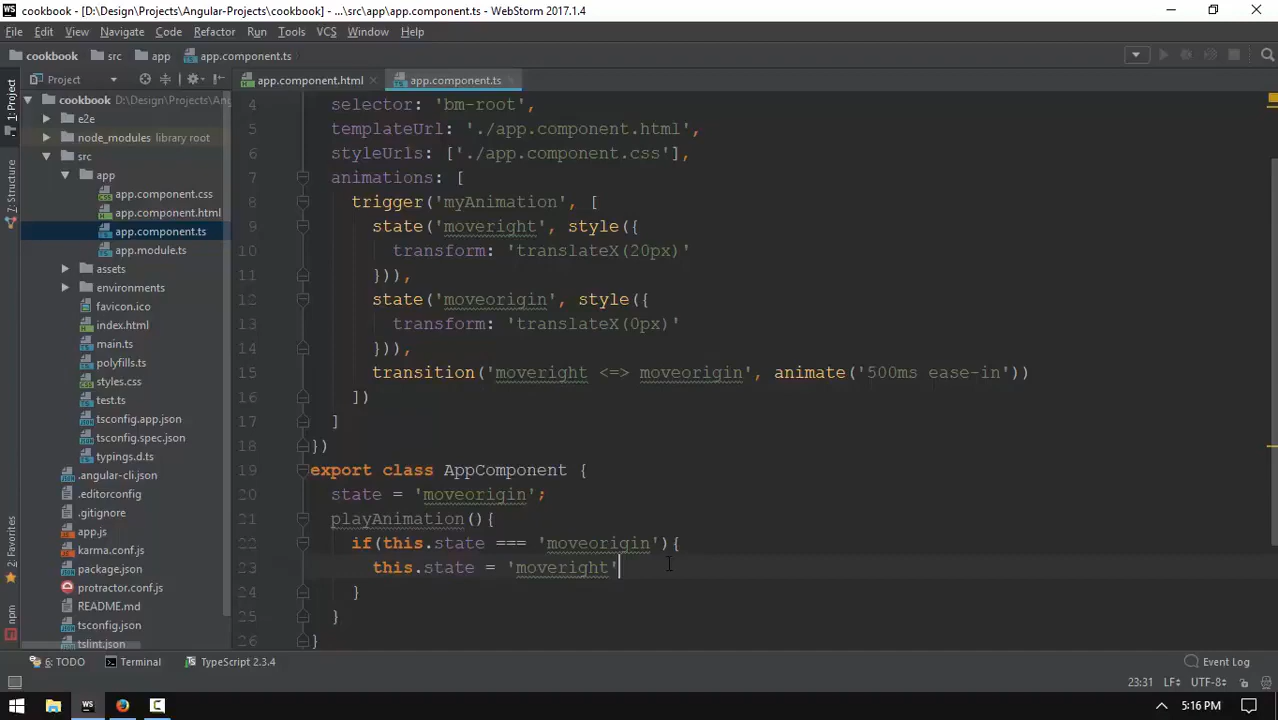 cookbook - [D:\Design\Projects\Angular-Projects\cookbook] - ...\src\app\app.component.ts - WebStorm 2017.1.4
File Edit View Navigate Code Refactor Run Tools VCS Window Help
cookbook src app app.component.ts
Project app.component.html app.component.ts
1: Project
7: Structure
2: Favorites
npm
cookbook D:\Design\Projects\Ang
e2e
node_modules library root
src
app
app.component.css
app.component.html
app.component.ts
app.module.ts
assets
environments
favicon.ico
index.html
main.ts
polyfills.ts
styles.css
test.ts
tsconfig.app.json
tsconfig.spec.json
typings.d.ts
.angular-cli.json
.editorconfig
.gitignore
app.js
karma.conf.js
package.json
protractor.conf.js
README.md
tsconfig.json
tslint.json
4 selector: 'bm-root',
5 templateUrl: './app.component.html',
6 styleUrls: ['./app.component.css'],
7 animations: [
8 trigger('myAnimation', [
9 state('moveright', style({
10 transform: 'translateX(20px)'
11 })),
12 state('moveorigin', style({
13 transform: 'translateX(0px)'
14 })),
15 transition('moveright <=> moveorigin', animate('500ms ease-in'))
16 ])
17 ]
18 })
19 export class AppComponent {
20 state = 'moveorigin';
21 playAnimation(){
22 if(this.state === 'moveorigin'){
23 this.state = 'moveright'
24 }
25 }
26 }
6: TODO Terminal TypeScript 2.3.4 Event Log
23:31 LF UTF-8
WS 5:16 PM